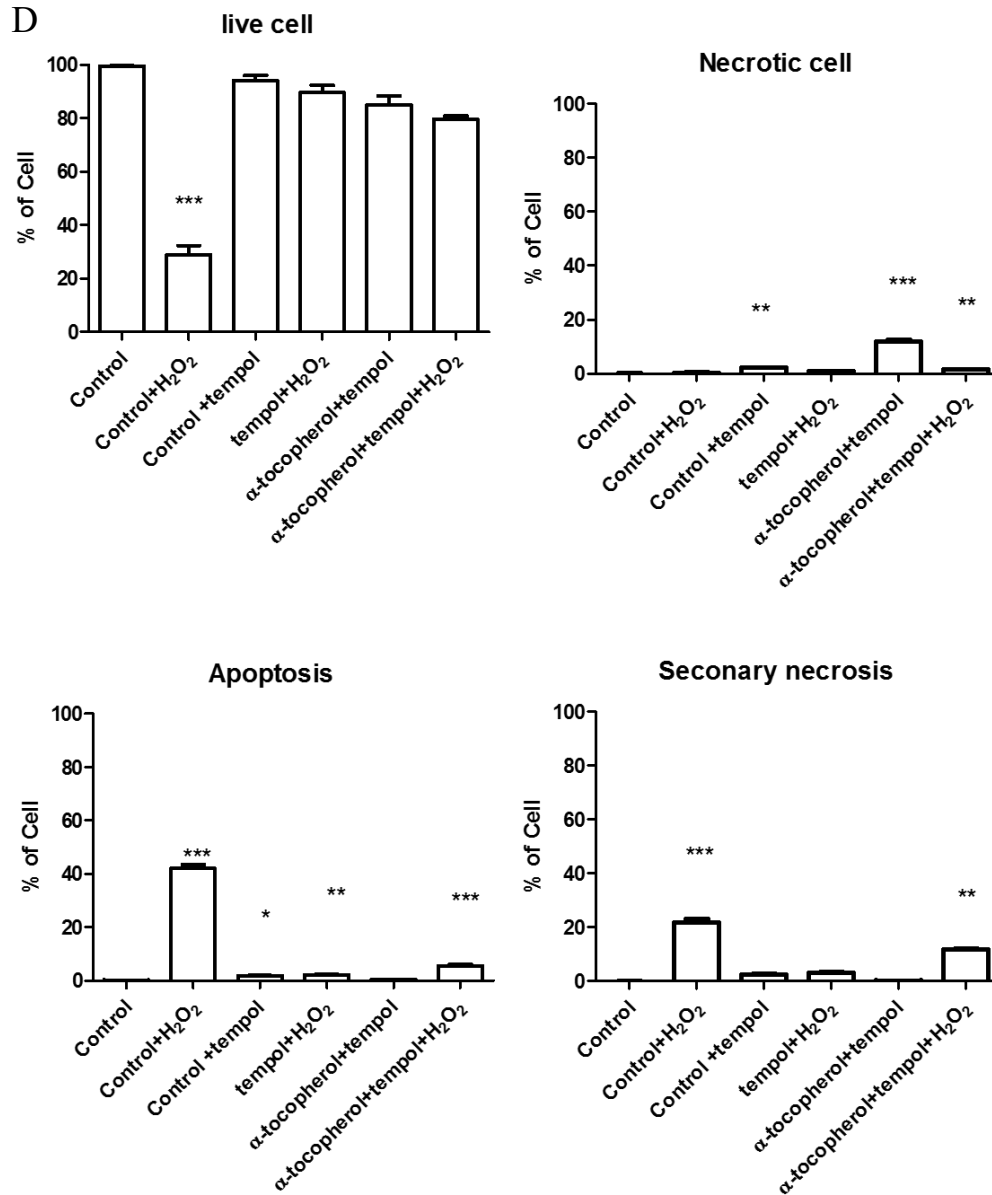 D
live cell
% of Cell
100
80
60
40
20
0
***
Control
Control+H₂O₂
Control +tempol
tempol+H₂O₂
α-tocopherol+tempol
α-tocopherol+tempol+H₂O₂
Necrotic cell
% of Cell
100
80
60
40
20
0
**
***
**
Control
Control+H₂O₂
Control +tempol
tempol+H₂O₂
α-tocopherol+tempol
α-tocopherol+tempol+H₂O₂
Apoptosis
% of Cell
100
80
60
40
20
0
***
*
**
***
Control
Control+H₂O₂
Control +tempol
tempol+H₂O₂
α-tocopherol+tempol
α-tocopherol+tempol+H₂O₂
Seconary necrosis
% of Cell
100
80
60
40
20
0
***
**
Control
Control+H₂O₂
Control +tempol
tempol+H₂O₂
α-tocopherol+tempol
α-tocopherol+tempol+H₂O₂